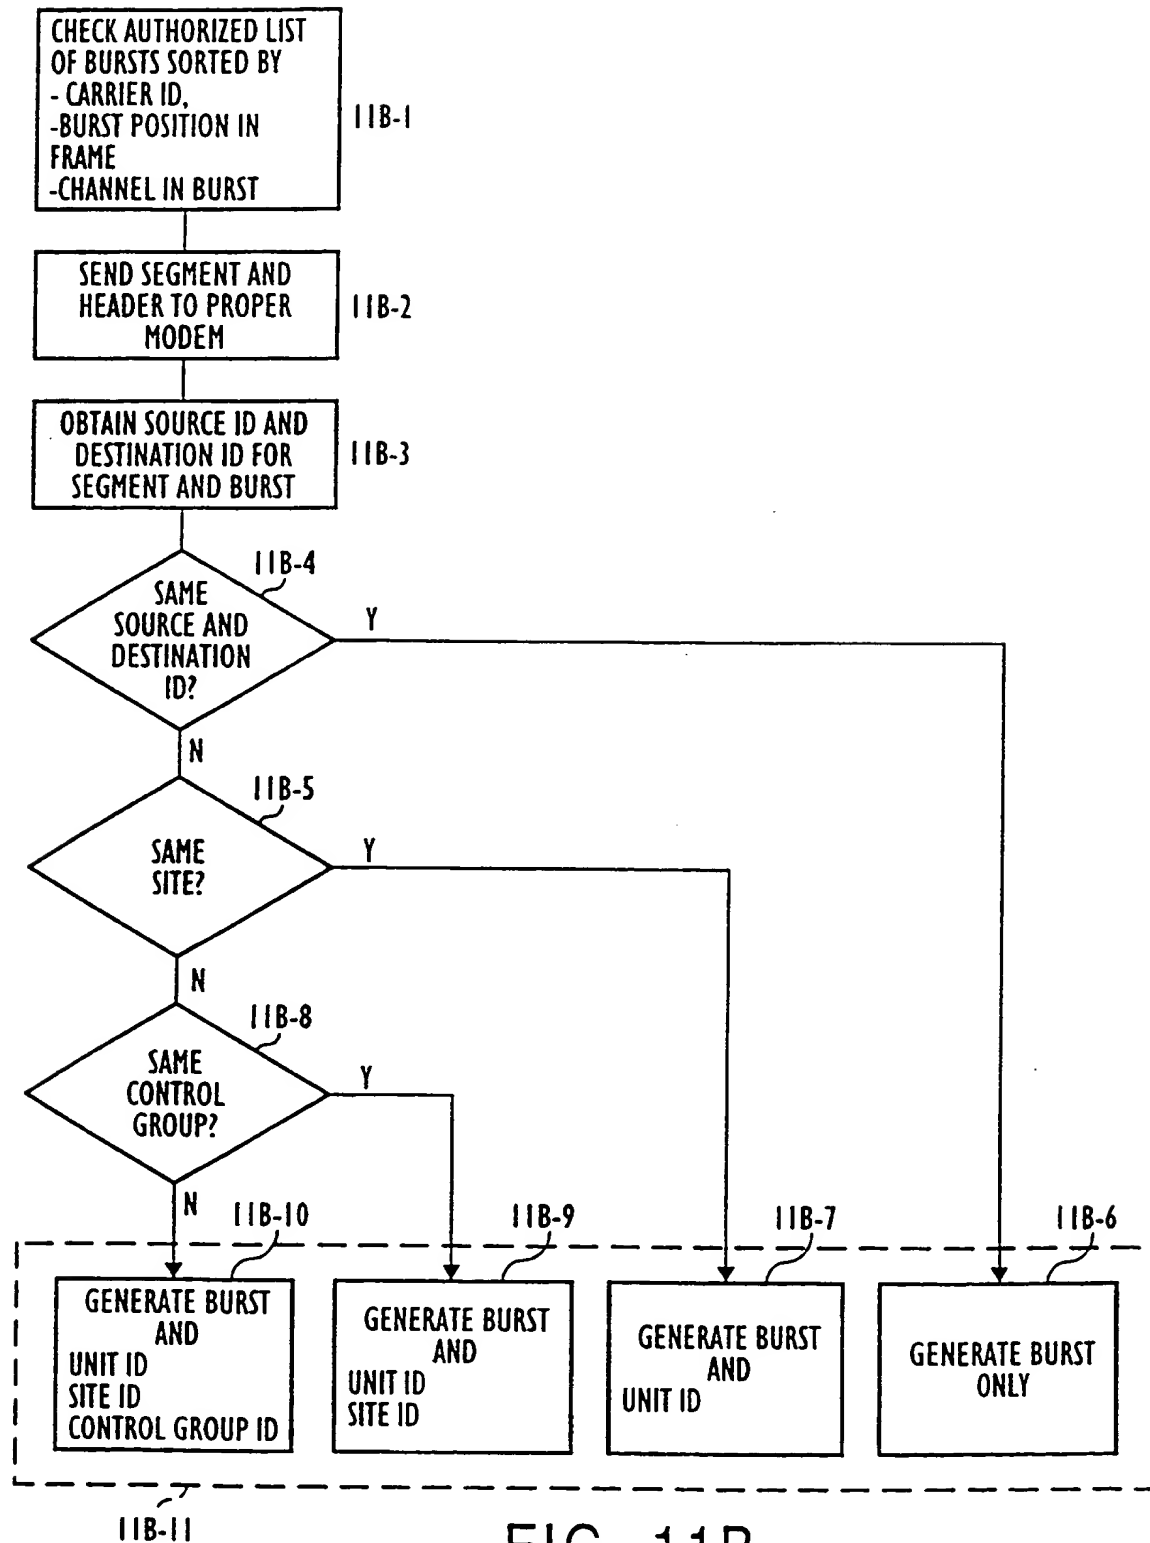 CHECK AUTHORIZED LIST
OF BURSTS SORTED BY
- CARRIER ID,
-BURST POSITION IN
FRAME
-CHANNEL IN BURST
11B-1
SEND SEGMENT AND
HEADER TO PROPER
MODEM
11B-2
OBTAIN SOURCE ID AND
DESTINATION ID FOR
SEGMENT AND BURST
11B-3
11B-4
SAME
SOURCE AND
DESTINATION
ID?
Y
N
11B-5
SAME
SITE?
Y
N
11B-8
SAME
CONTROL
GROUP?
Y
N
11B-10
11B-9
11B-7
11B-6
GENERATE BURST
AND
UNIT ID
SITE ID
CONTROL GROUP ID
GENERATE BURST
AND
UNIT ID
SITE ID
GENERATE BURST
AND
UNIT ID
GENERATE BURST
ONLY
11B-11
FIG. 11B